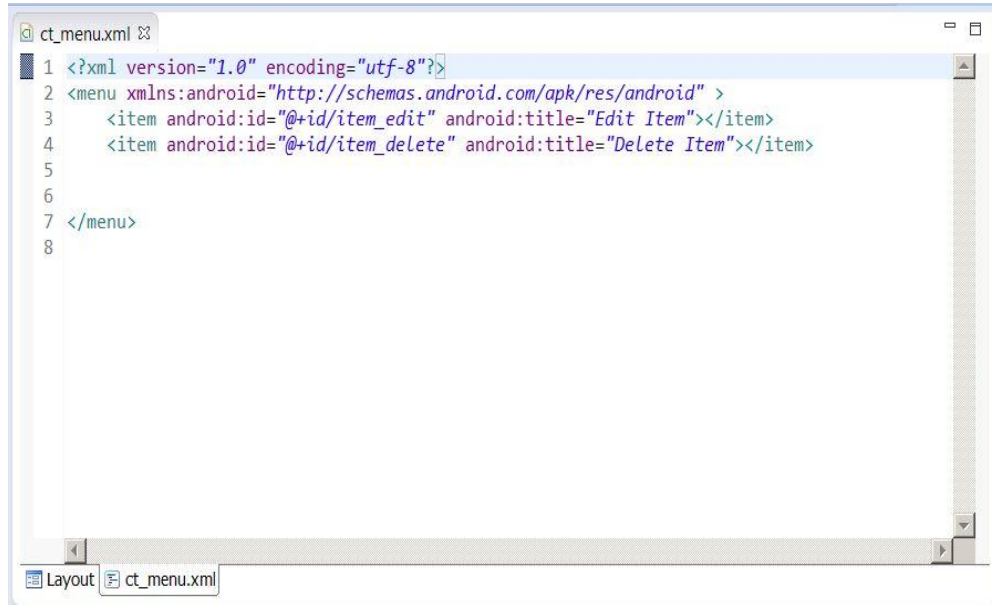 ct_menu.xml
1 <?xml version="1.0" encoding="utf-8"?>
2 <menu xmlns:android="http://schemas.android.com/apk/res/android" >
3 <item android:id="@+id/item_edit" android:title="Edit Item"></item>
4 <item android:id="@+id/item_delete" android:title="Delete Item"></item>
5
6
7 </menu>
8
Layout ct_menu.xml